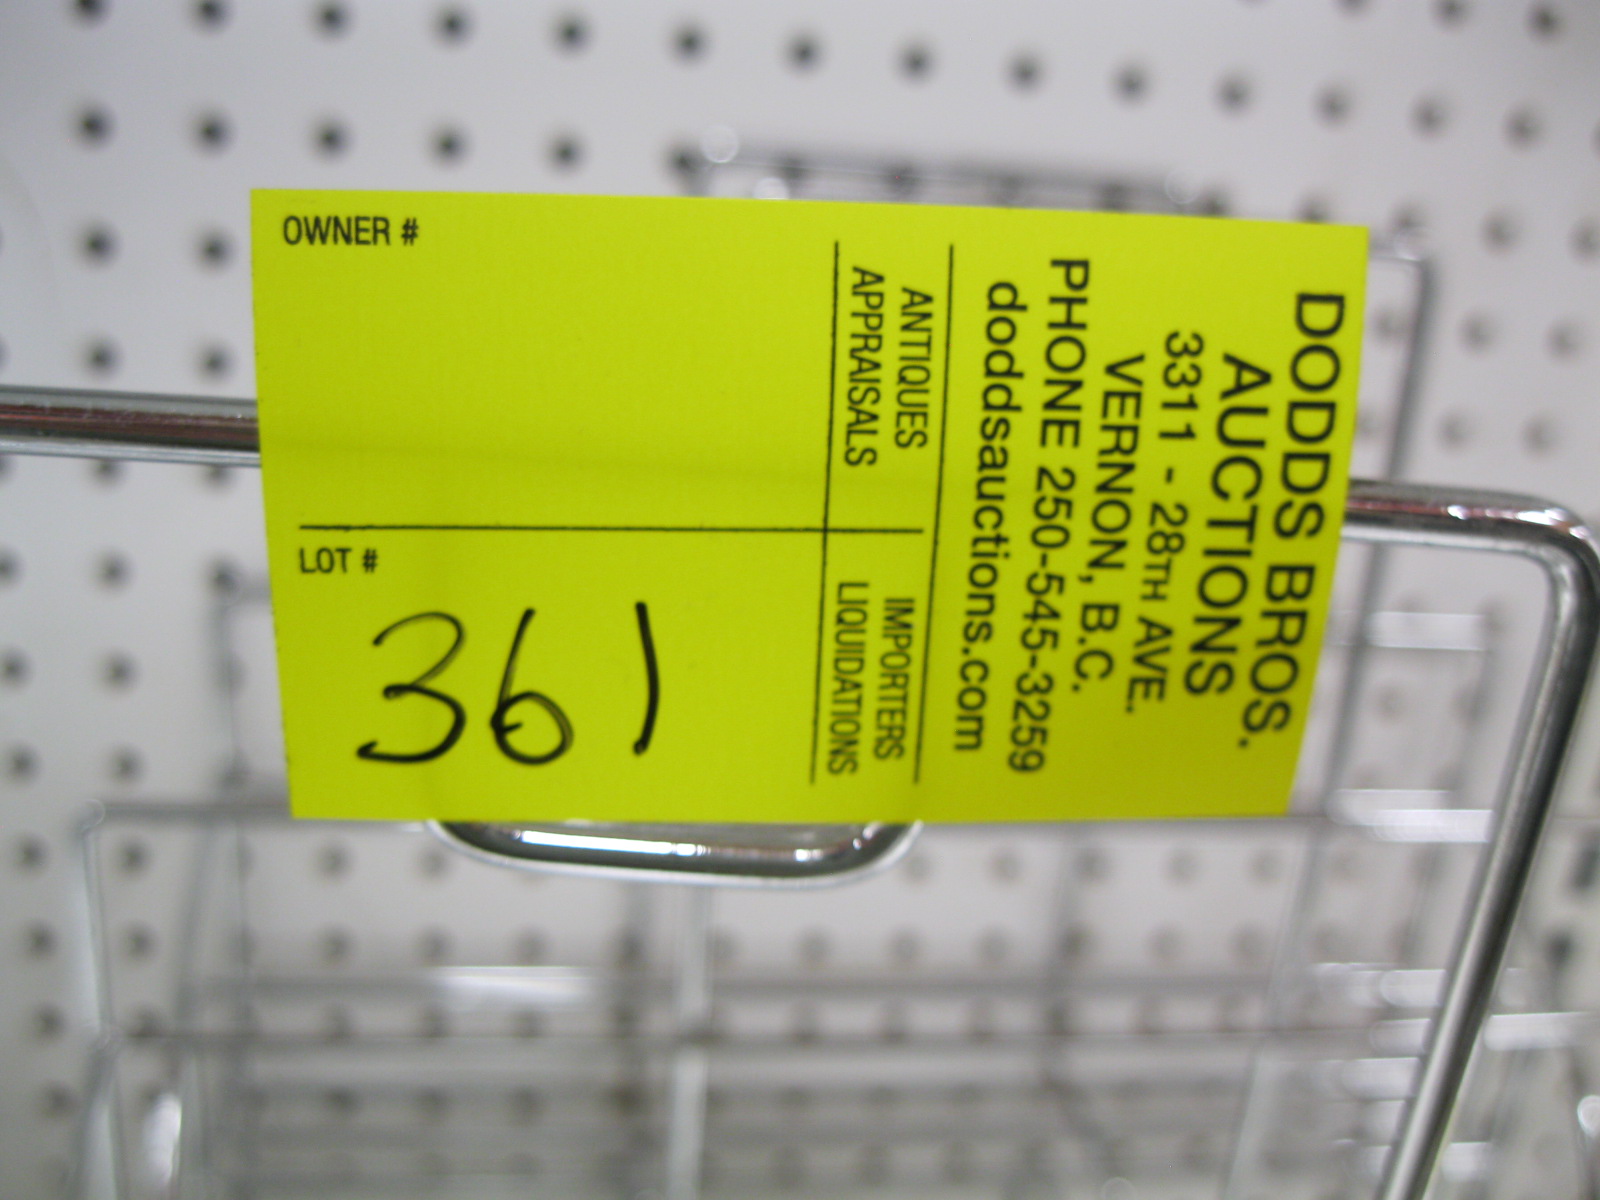 OWNER #
LOT #
361
DODDS BROS.
AUCTIONS
3311 - 28TH AVE.
VERNON, B.C.
PHONE 250-545-3259
doddsauctions.com
ANTIQUES
APPRAISALS
IMPORTERS
LIQUIDATIONS